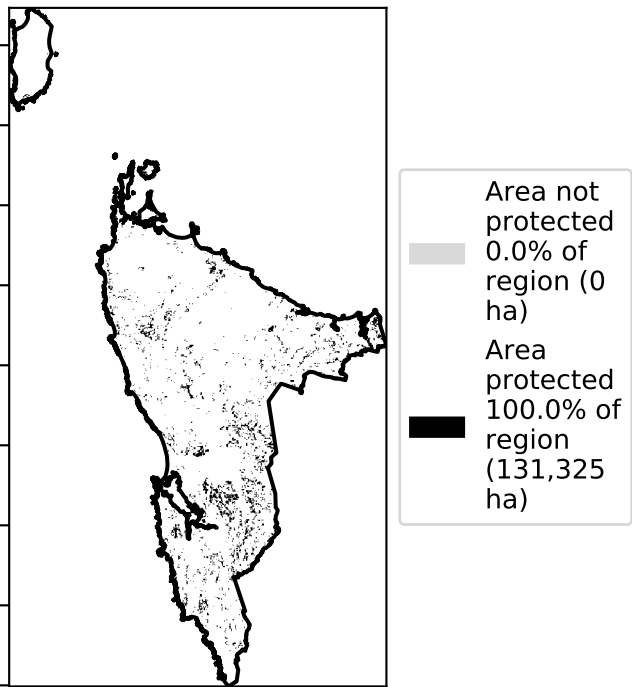 Area not
protected
0.0% of
region (0
ha)
Area
protected
100.0% of
region
(131,325
ha)